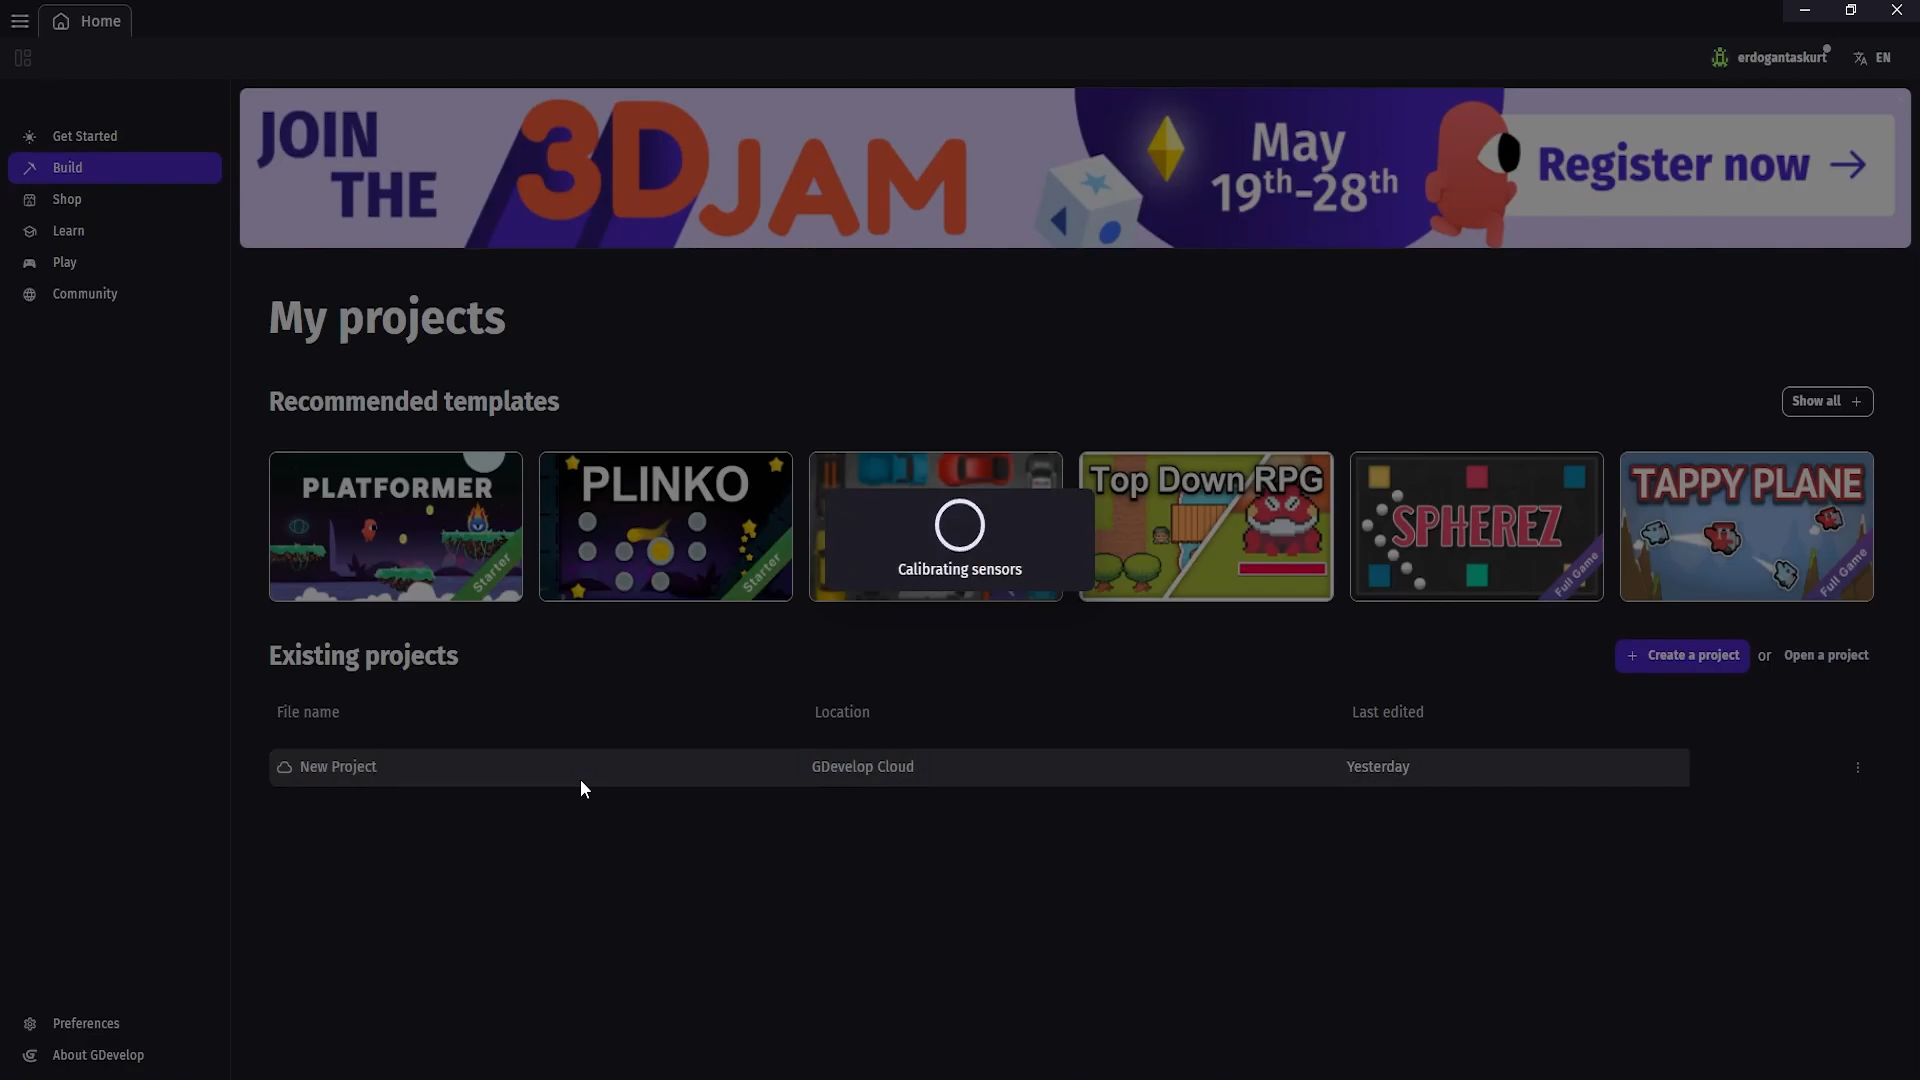 Home
erdogantaskurt
EN
Get Started
Build
Shop
Learn
Play
Community
JOIN
THE
3D JAM
May
19th-28th
Register now
My projects
Recommended templates
Show all +
PLATFORMER
Starter
PLINKO
Starter
Top Down RPG
SPHEREZ
Full Game
TAPPY PLANE
Full Game
Calibrating sensors
Existing projects
+ Create a project or Open a project
File name Location Last edited
New Project GDevelop Cloud Yesterday
Preferences
About GDevelop